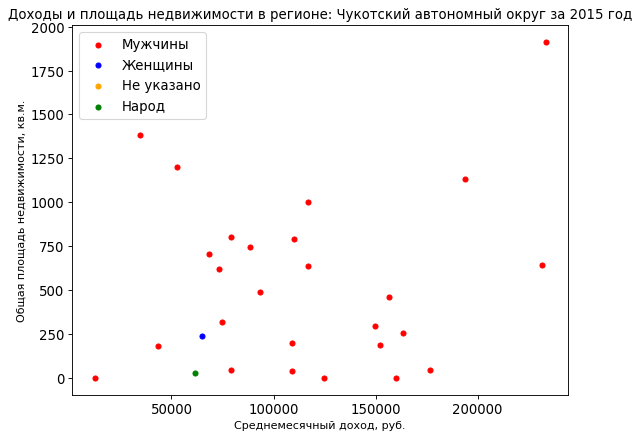 Доходы и площадь недвижимости в регионе: Чукотский автономный округ за 2015 год
Мужчины
Женщины
Не указано
Народ
2000
1750
1500
1250
1000
750
500
250
0
Общая площадь недвижимости, кв.м.
50000
100000
150000
200000
Среднемесячный доход, руб.